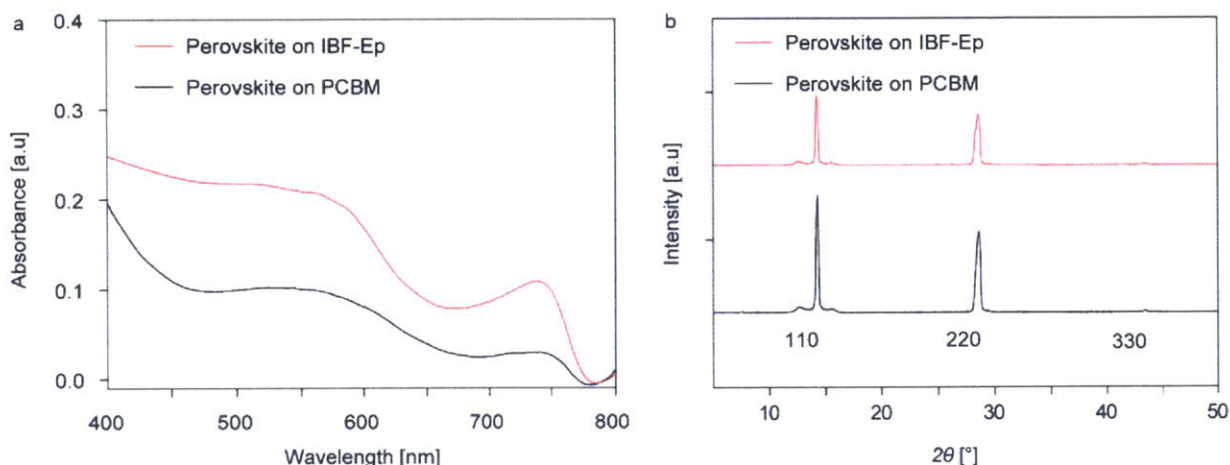 a
0.4
Perovskite on IBF-Ep
Perovskite on PCBM
0.3
0.2
0.1
0.0
Absorbance [a.u]
400 500 600 700 800
Wavelength [nm]
b
Perovskite on IBF-Ep
Perovskite on PCBM
Intensity [a.u]
110 220 330
10 20 30 40 50
2θ [°]